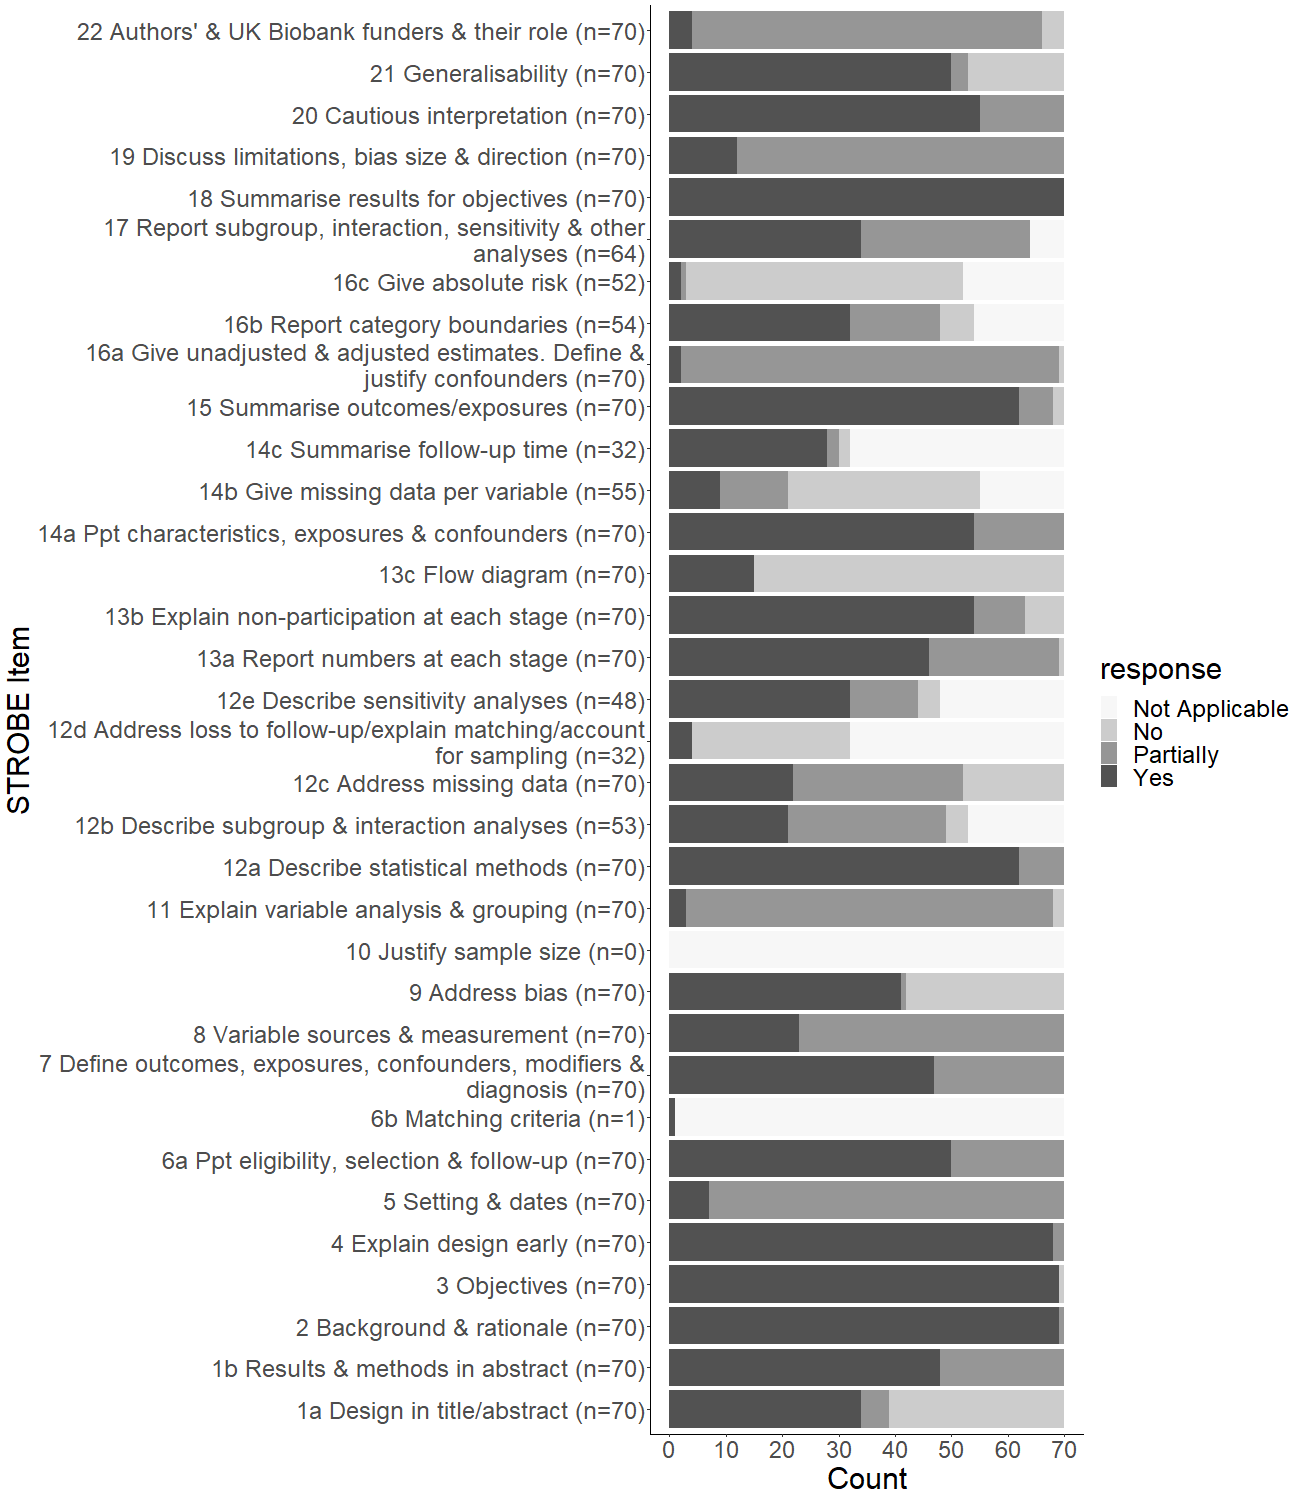 22 Authors' & UK Biobank funders & their role (n=70)
21 Generalisability (n=70)
20 Cautious interpretation (n=70)
19 Discuss limitations, bias size & direction (n=70)
18 Summarise results for objectives (n=70)
17 Report subgroup, interaction, sensitivity & other
analyses (n=64)
16c Give absolute risk (n=52)
16b Report category boundaries (n=54)
16a Give unadjusted & adjusted estimates. Define &
justify confounders (n=70)
15 Summarise outcomes/exposures (n=70)
14c Summarise follow-up time (n=32)
14b Give missing data per variable (n=55)
14a Ppt characteristics, exposures & confounders (n=70)
13c Flow diagram (n=70)
13b Explain non-participation at each stage (n=70)
13a Report numbers at each stage (n=70)
12e Describe sensitivity analyses (n=48)
12d Address loss to follow-up/explain matching/account
for sampling (n=32)
12c Address missing data (n=70)
12b Describe subgroup & interaction analyses (n=53)
12a Describe statistical methods (n=70)
11 Explain variable analysis & grouping (n=70)
10 Justify sample size (n=0)
9 Address bias (n=70)
8 Variable sources & measurement (n=70)
7 Define outcomes, exposures, confounders, modifiers &
diagnosis (n=70)
6b Matching criteria (n=1)
6a Ppt eligibility, selection & follow-up (n=70)
5 Setting & dates (n=70)
4 Explain design early (n=70)
3 Objectives (n=70)
2 Background & rationale (n=70)
1b Results & methods in abstract (n=70)
1a Design in title/abstract (n=70)
STROBE Item
0 10 20 30 40 50 60 70
Count
response
Not Applicable
No
Partially
Yes